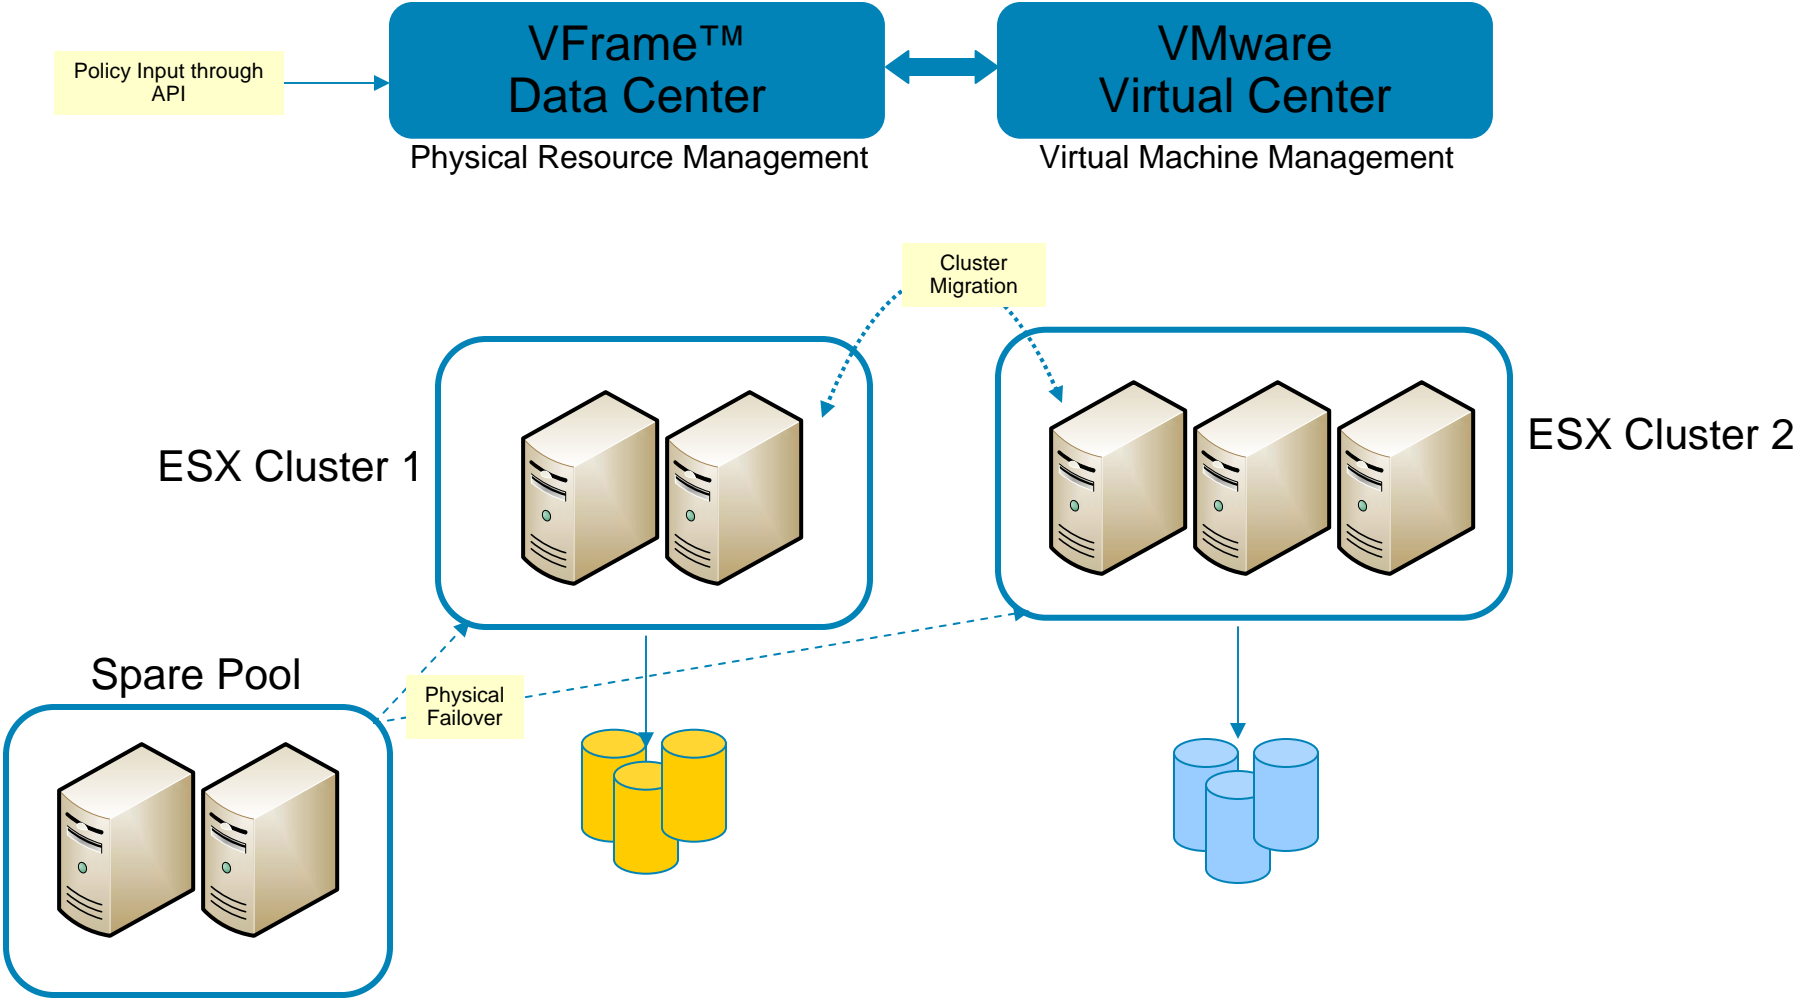 VFrame™
Data Center
VMware
Virtual Center
Policy Input through
API
Physical Resource Management
Virtual Machine Management
Cluster
Migration
ESX Cluster 1
ESX Cluster 2
Spare Pool
Physical
Failover